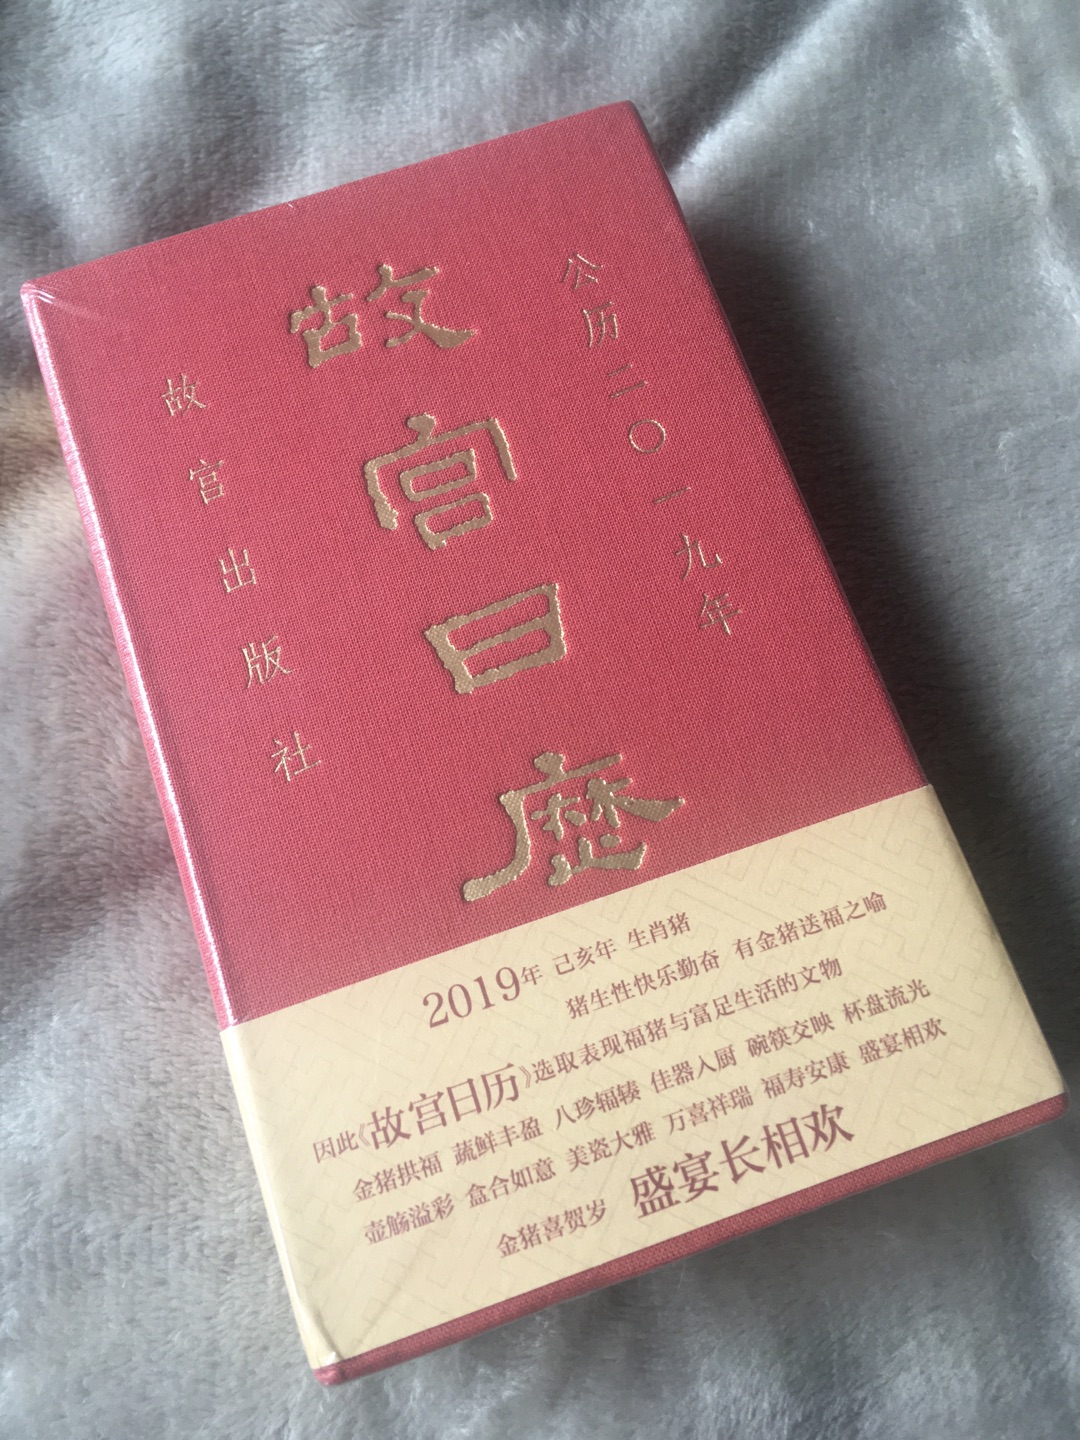 公历二〇一九年
故宫日历
故宫出版社
2019年 己亥年 生肖猪
猪生性快乐勤奋 有金猪送福之喻
因此《故宫日历》选取表现福猪与富足生活的文物
金猪拱福 蔬鲜丰盈 八珍辐辏 佳器入厨 碗筷交映 杯盘流光
壶觞溢彩 盒合如意 美瓷大雅 万喜祥瑞 福寿安康 盛宴相欢
金猪喜贺岁 盛宴长相欢